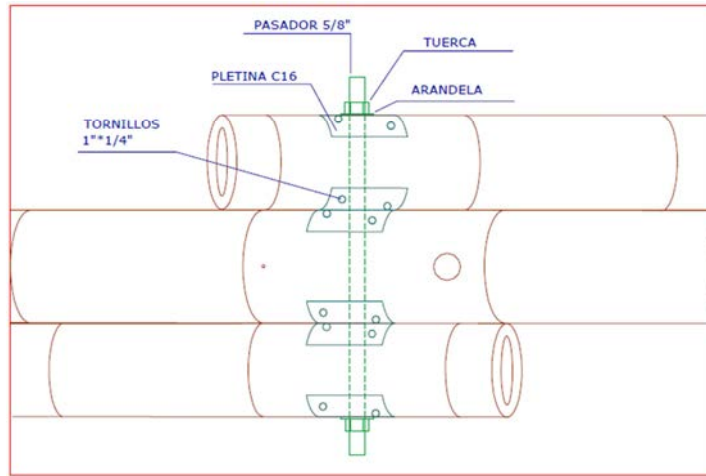 PASADOR 5/8"
TUERCA
PLETINA C16
ARANDELA
TORNILLOS
1"*1/4"